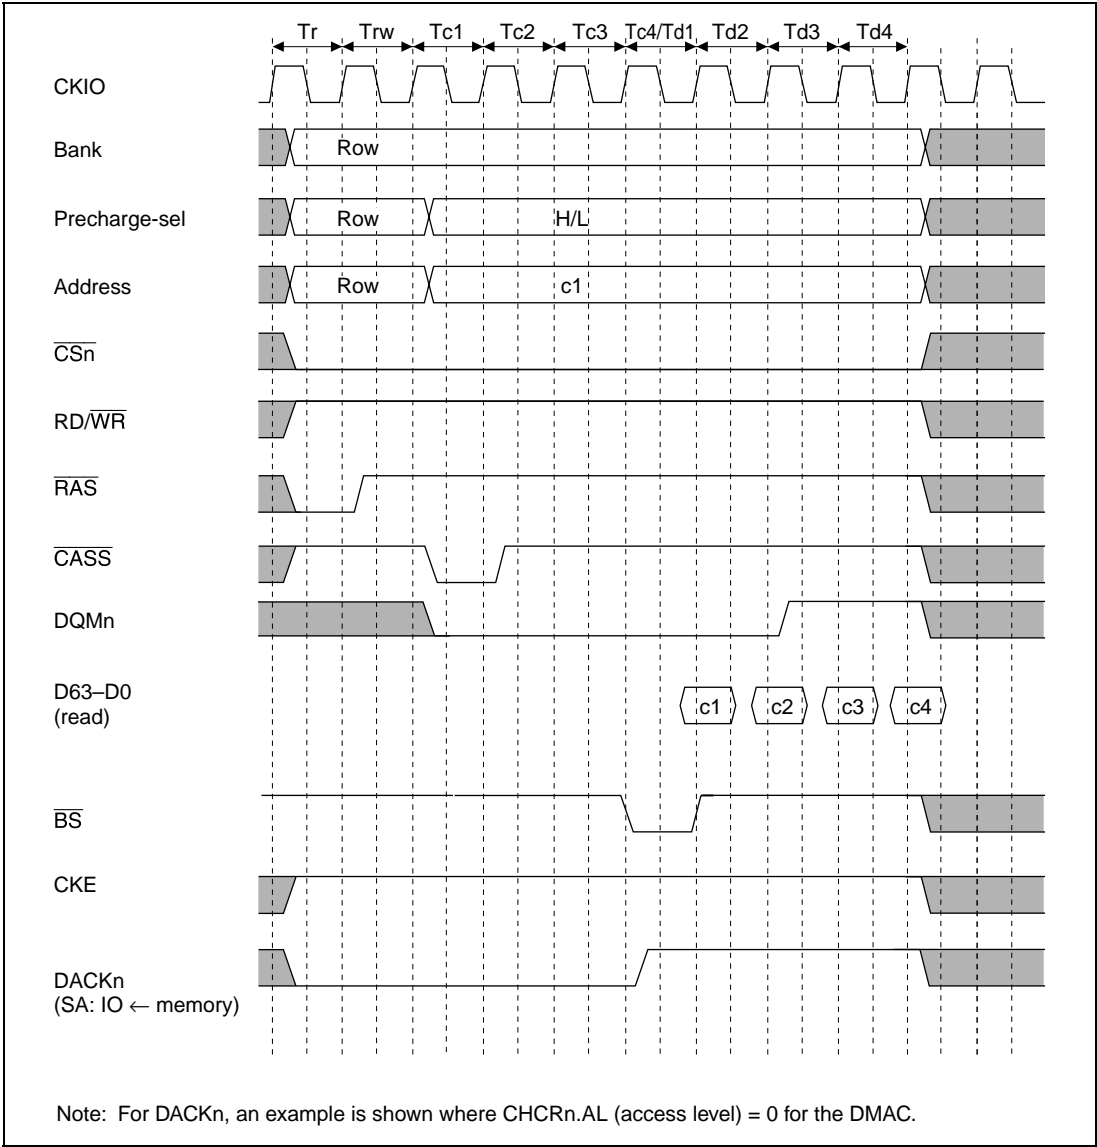 Tr Trw Tc1 Tc2 Tc3 Tc4/Td1 Td2 Td3 Td4
CKIO
Bank Row
Precharge-sel Row H/L
Address Row c1
CSn
RD/WR
RAS
CASS
DQMn
D63–D0
(read) c1 c2 c3 c4
BS
CKE
DACKn
(SA: IO ← memory)
Note: For DACKn, an example is shown where CHCRn.AL (access level) = 0 for the DMAC.